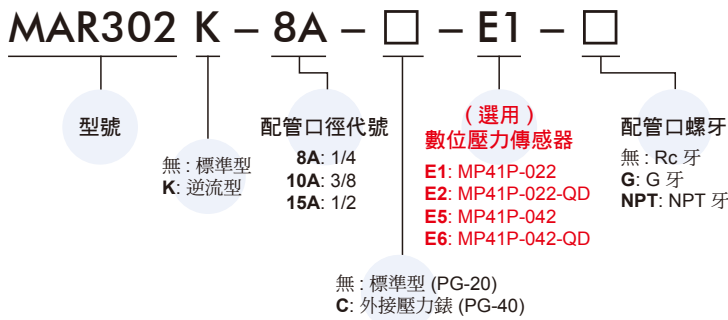 MAR302 K – 8A – □ – E1 – □
型號
無 : 標準型
K: 逆流型
配管口徑代號
8A: 1/4
10A: 3/8
15A: 1/2
無 : 標準型 (PG-20)
C: 外接壓力錶 (PG-40)
(選用)
數位壓力傳感器
E1: MP41P-022
E2: MP41P-022-QD
E5: MP41P-042
E6: MP41P-042-QD
配管口螺牙
無 : Rc 牙
G: G 牙
NPT: NPT 牙